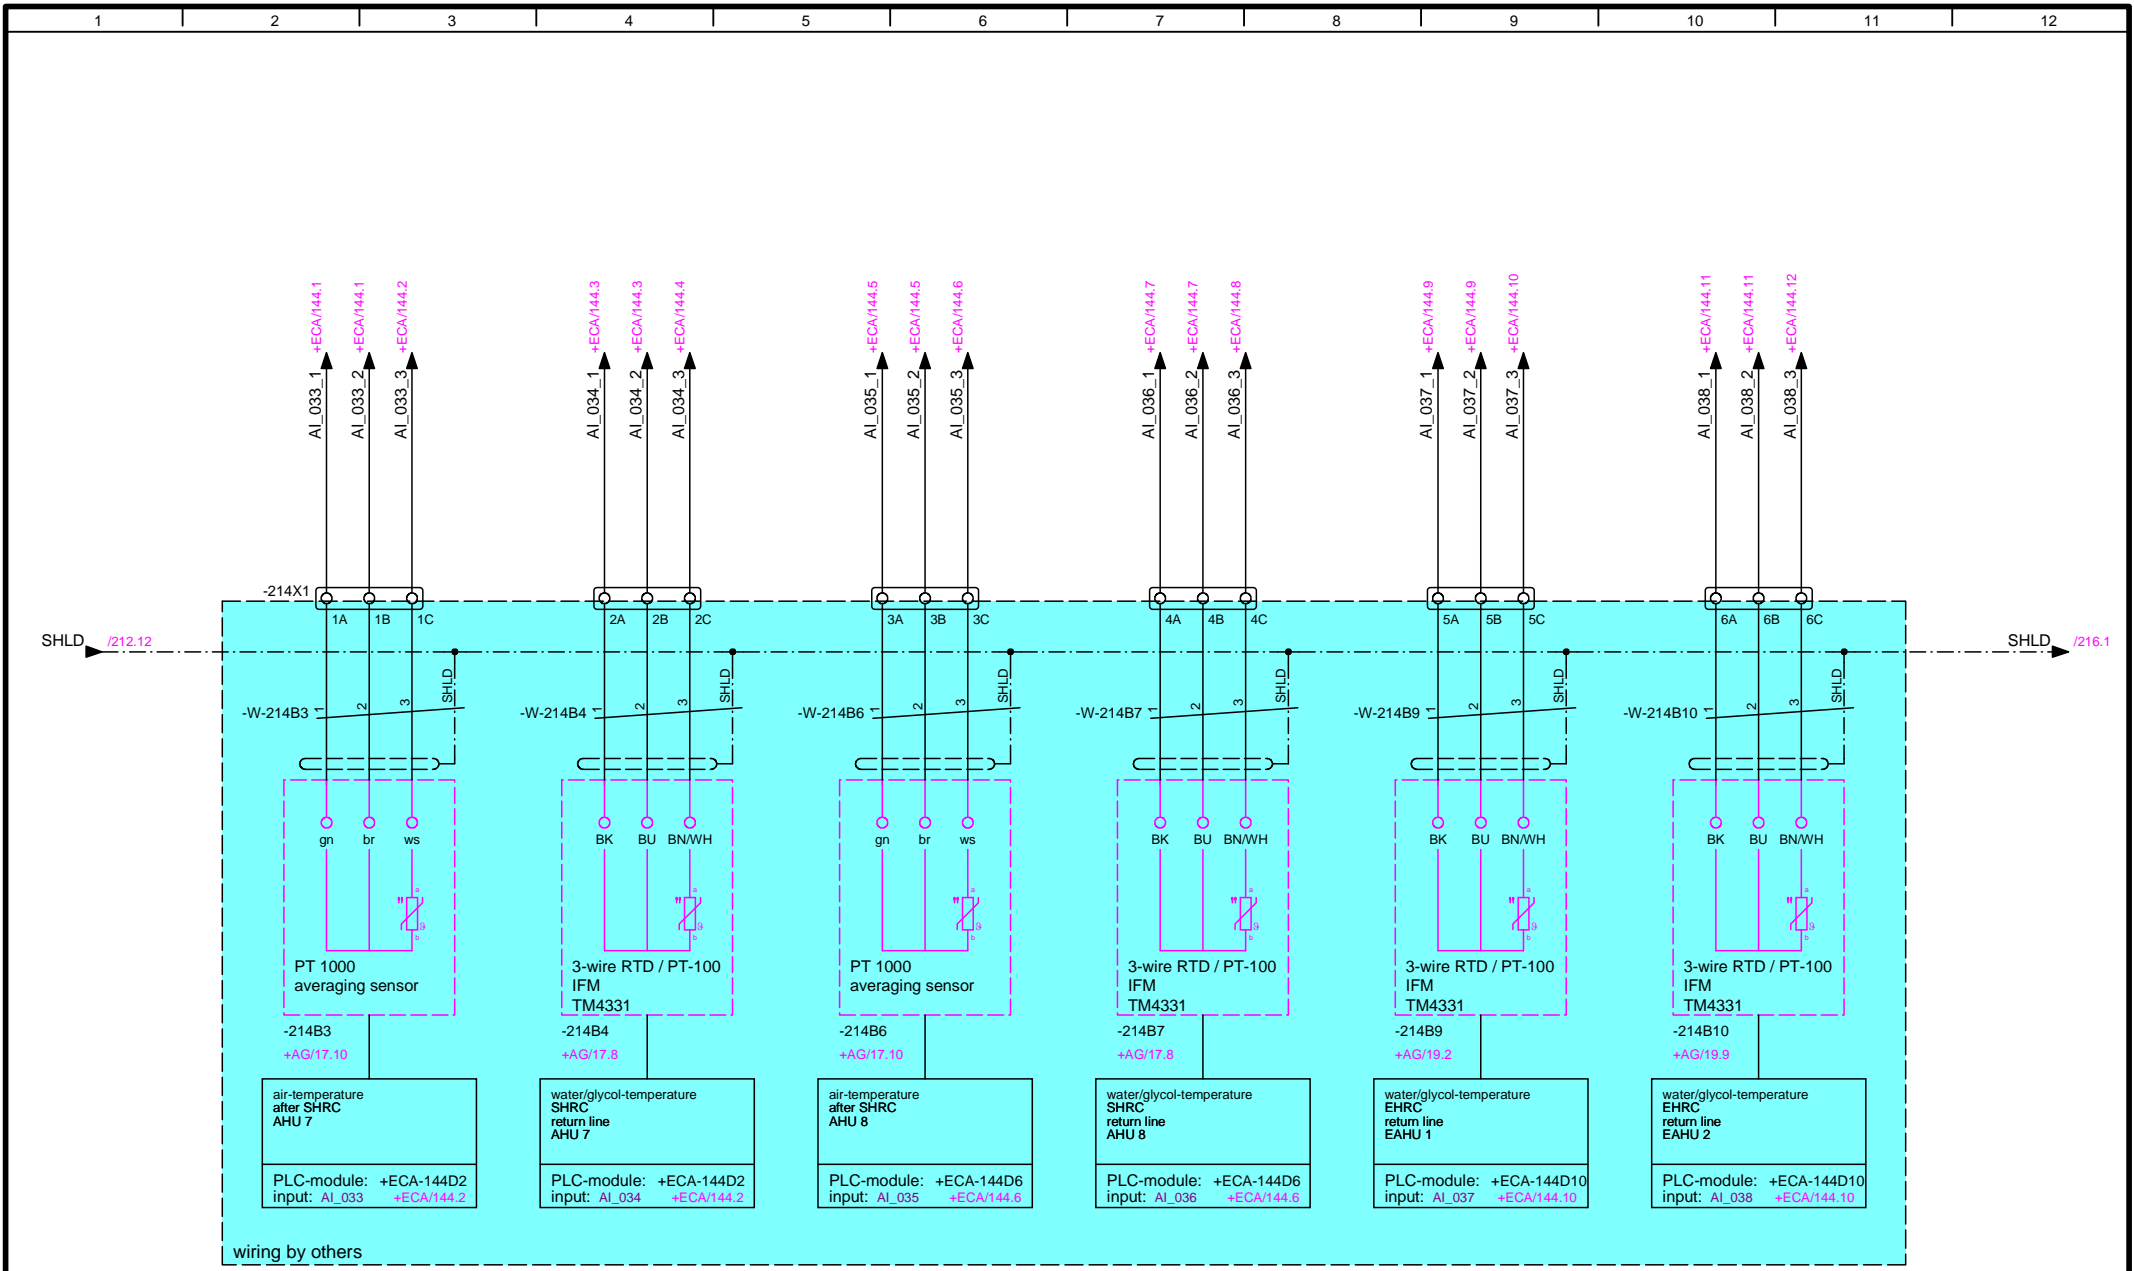 1 2 3 4 5 6 7 8 9 10 11 12
+ECA/144.1 +ECA/144.1 +ECA/144.2 +ECA/144.3 +ECA/144.3 +ECA/144.4 +ECA/144.5 +ECA/144.5 +ECA/144.6 +ECA/144.7 +ECA/144.7 +ECA/144.8 +ECA/144.9 +ECA/144.9 +ECA/144.10 +ECA/144.11 +ECA/144.11 +ECA/144.12
AI_033_1 AI_033_2 AI_033_3 AI_034_1 AI_034_2 AI_034_3 AI_035_1 AI_035_2 AI_035_3 AI_036_1 AI_036_2 AI_036_3 AI_037_1 AI_037_2 AI_037_3 AI_038_1 AI_038_2 AI_038_3
-214X1
1A 1B 1C 2A 2B 2C 3A 3B 3C 4A 4B 4C 5A 5B 5C 6A 6B 6C
SHLD /212.12 SHLD /216.1
-W-214B3 1 2 3 SHLD -W-214B4 1 2 3 SHLD -W-214B6 1 2 3 SHLD -W-214B7 1 2 3 SHLD -W-214B9 1 2 3 SHLD -W-214B10 1 2 3 SHLD
gn br ws BK BU BN/WH gn br ws BK BU BN/WH BK BU BN/WH BK BU BN/WH
a a a a a a
ϑ ϑ ϑ ϑ ϑ ϑ
b b b b b b
PT 1000
averaging sensor
-214B3
+AG/17.10
3-wire RTD / PT-100
IFM
TM4331
-214B4
+AG/17.8
PT 1000
averaging sensor
-214B6
+AG/17.10
3-wire RTD / PT-100
IFM
TM4331
-214B7
+AG/17.8
3-wire RTD / PT-100
IFM
TM4331
-214B9
+AG/19.2
3-wire RTD / PT-100
IFM
TM4331
-214B10
+AG/19.9
air-temperature
after SHRC
AHU 7
PLC-module: +ECA-144D2
input: AI_033 +ECA/144.2
water/glycol-temperature
SHRC
return line
AHU 7
PLC-module: +ECA-144D2
input: AI_034 +ECA/144.2
air-temperature
after SHRC
AHU 8
PLC-module: +ECA-144D6
input: AI_035 +ECA/144.6
water/glycol-temperature
SHRC
return line
AHU 8
PLC-module: +ECA-144D6
input: AI_036 +ECA/144.6
water/glycol-temperature
EHRC
return line
EAHU 1
PLC-module: +ECA-144D10
input: AI_037 +ECA/144.10
water/glycol-temperature
EHRC
return line
EAHU 2
PLC-module: +ECA-144D10
input: AI_038 +ECA/144.10
wiring by others